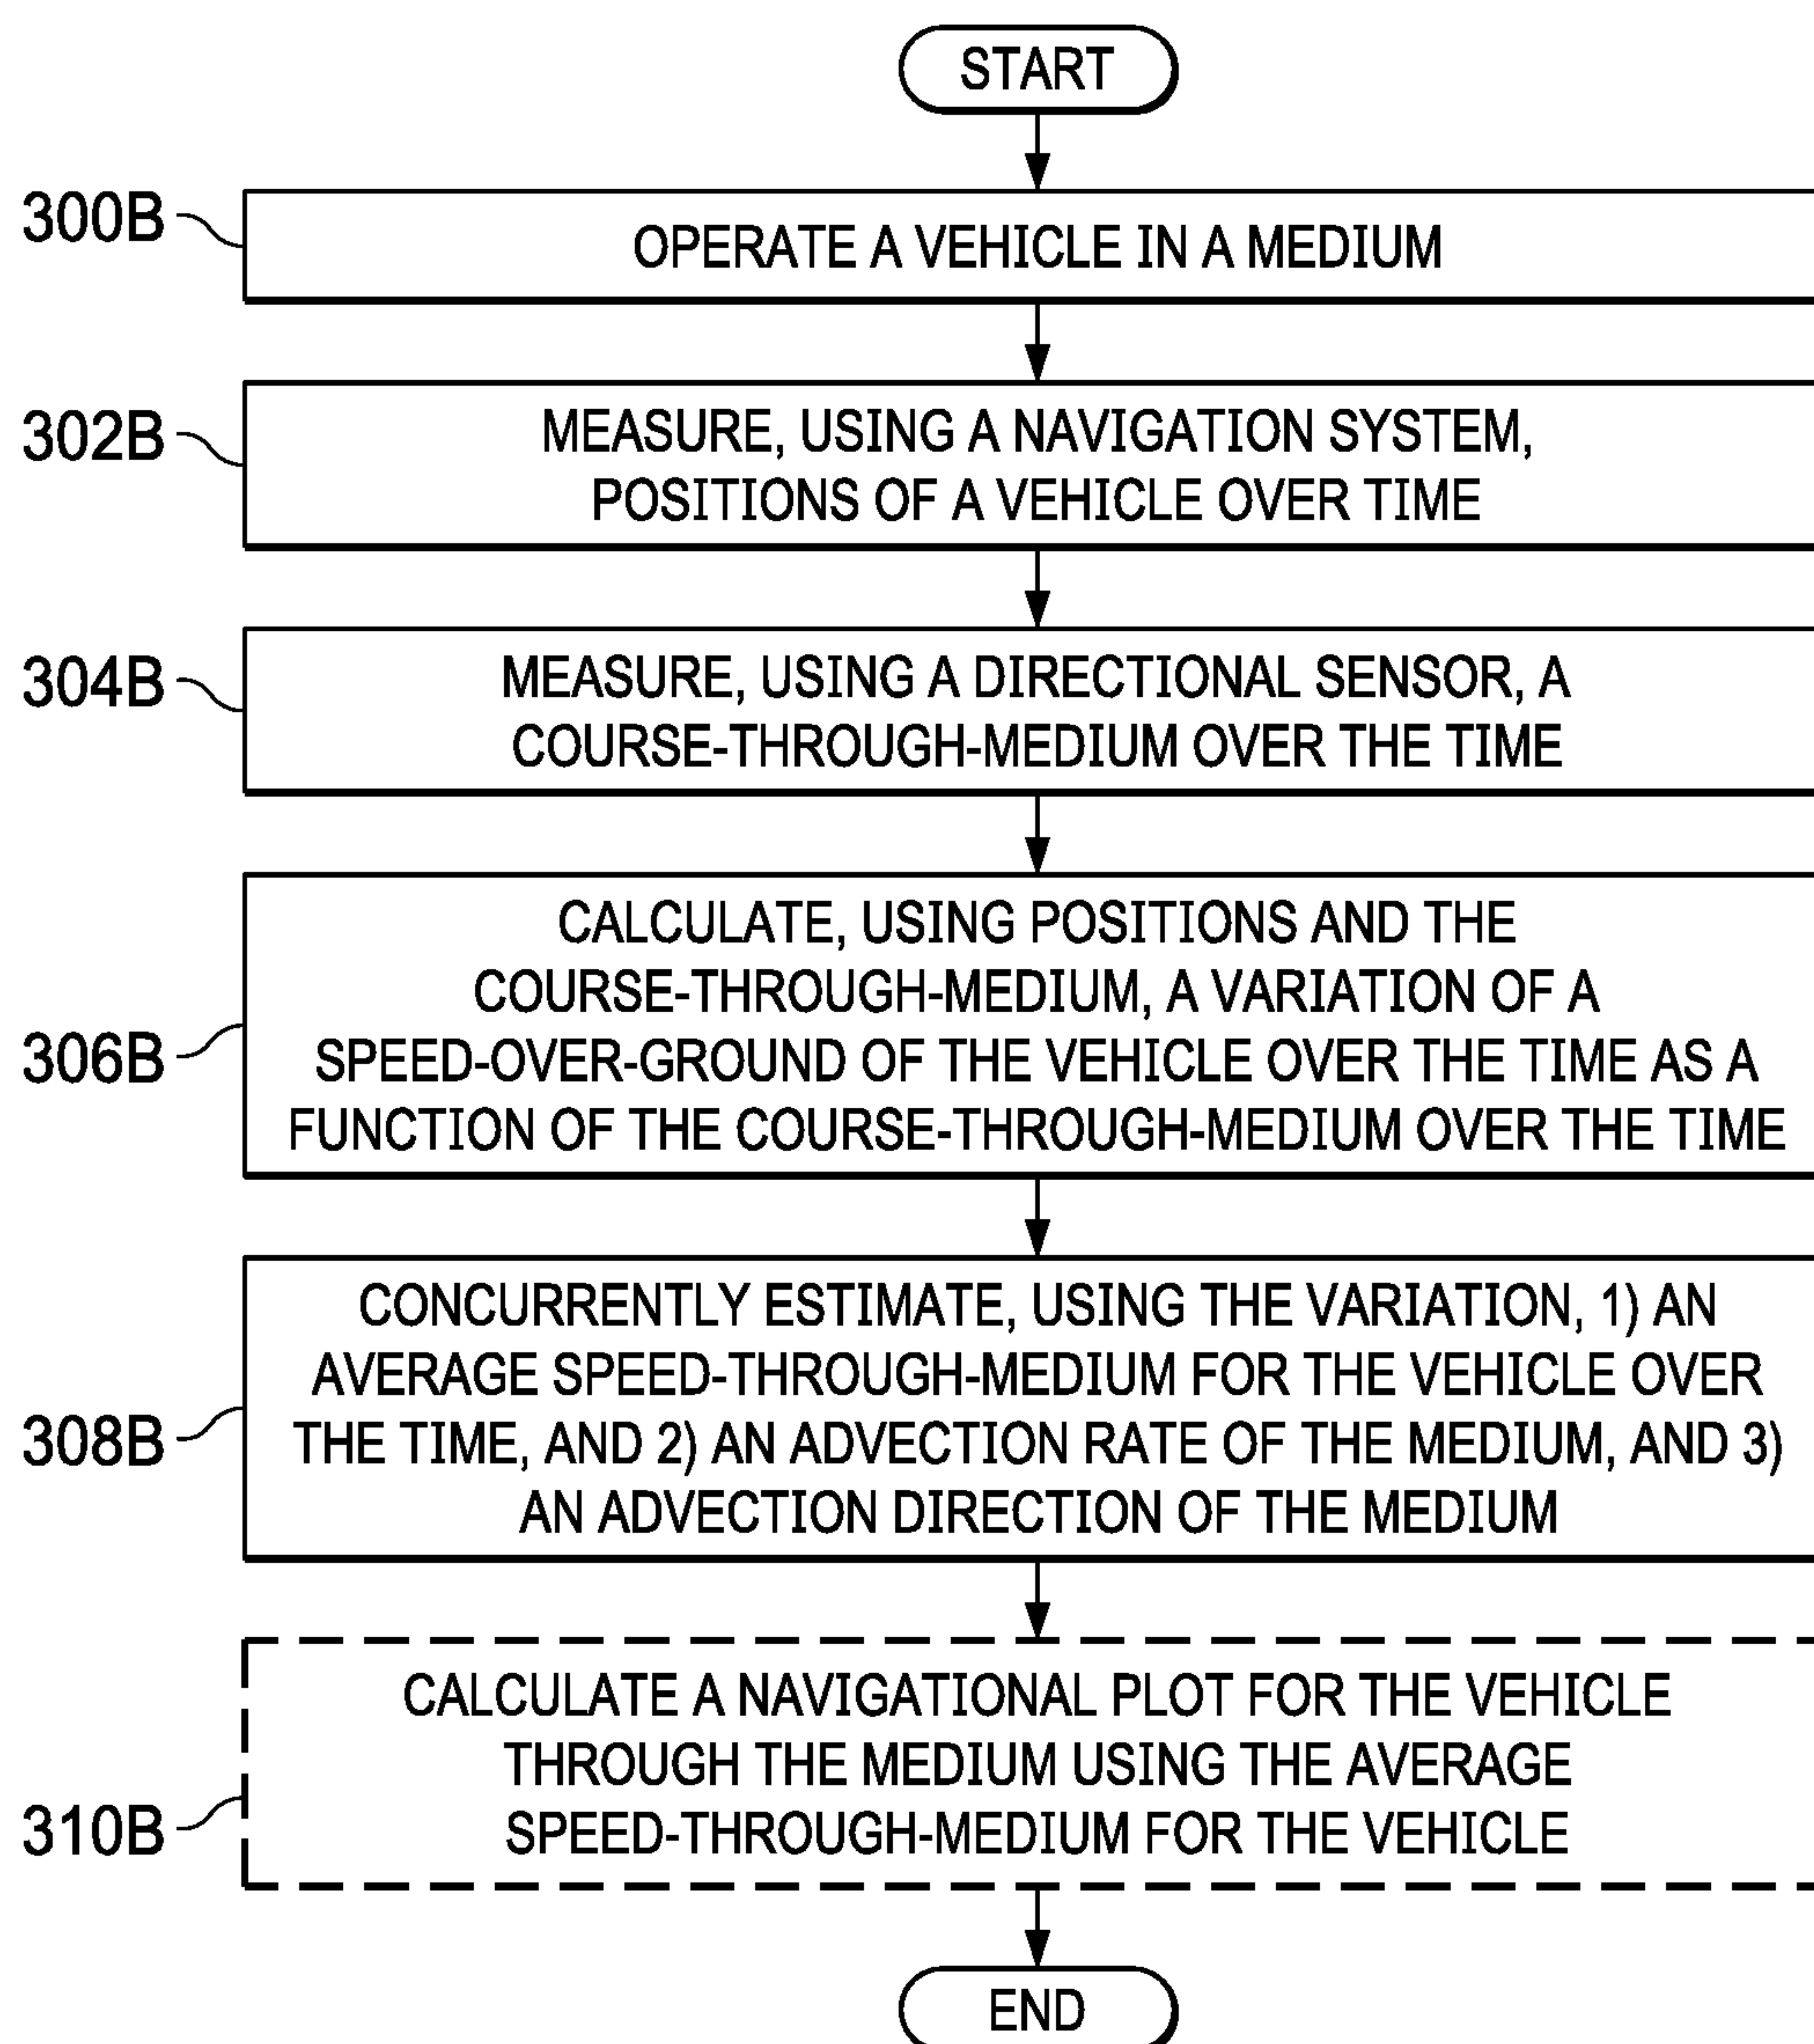 START
300B
OPERATE A VEHICLE IN A MEDIUM
302B
MEASURE, USING A NAVIGATION SYSTEM,
POSITIONS OF A VEHICLE OVER TIME
304B
MEASURE, USING A DIRECTIONAL SENSOR, A
COURSE-THROUGH-MEDIUM OVER THE TIME
306B
CALCULATE, USING POSITIONS AND THE
COURSE-THROUGH-MEDIUM, A VARIATION OF A
SPEED-OVER-GROUND OF THE VEHICLE OVER THE TIME AS A
FUNCTION OF THE COURSE-THROUGH-MEDIUM OVER THE TIME
308B
CONCURRENTLY ESTIMATE, USING THE VARIATION, 1) AN
AVERAGE SPEED-THROUGH-MEDIUM FOR THE VEHICLE OVER
THE TIME, AND 2) AN ADVECTION RATE OF THE MEDIUM, AND 3)
AN ADVECTION DIRECTION OF THE MEDIUM
310B
CALCULATE A NAVIGATIONAL PLOT FOR THE VEHICLE
THROUGH THE MEDIUM USING THE AVERAGE
SPEED-THROUGH-MEDIUM FOR THE VEHICLE
END